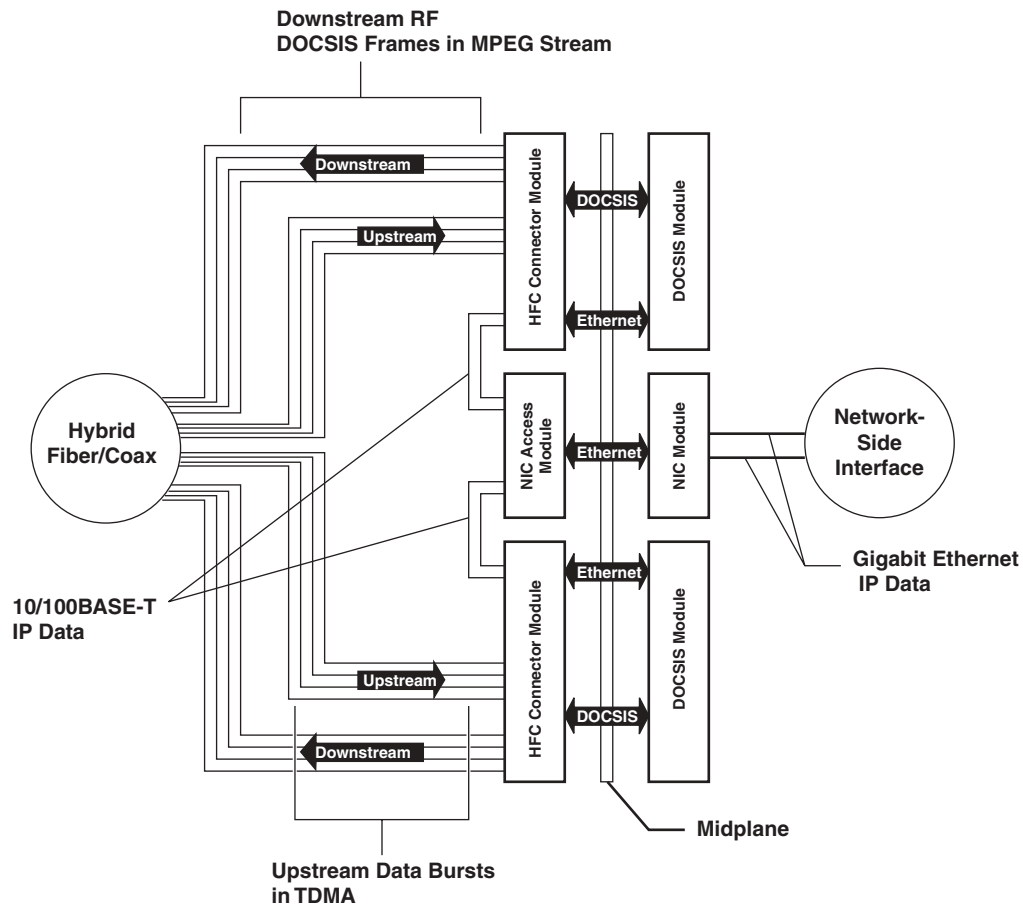 Downstream RF
DOCSIS Frames in MPEG Stream
Downstream
Upstream
HFC Connector Module
DOCSIS
Ethernet
DOCSIS Module
Hybrid
Fiber/Coax
NIC Access
Module
Ethernet
NIC Module
Network-
Side
Interface
Gigabit Ethernet
IP Data
10/100BASE-T
IP Data
Upstream
Downstream
HFC Connector Module
Ethernet
DOCSIS
DOCSIS Module
Midplane
Upstream Data Bursts
in TDMA